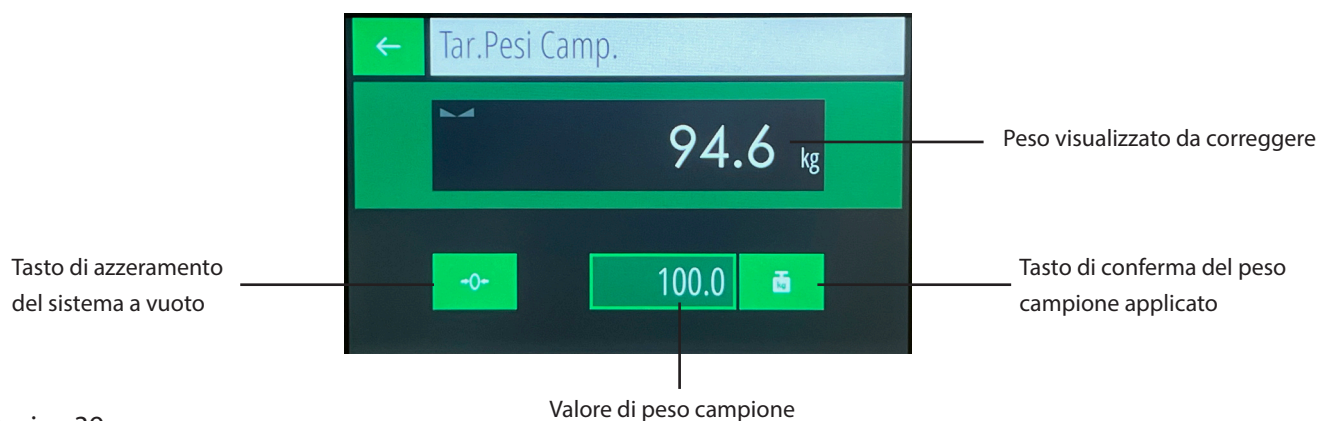 Tar.Pesi Camp.
94.6 kg
Peso visualizzato da correggere
Tasto di azzeramento
del sistema a vuoto
→0←
100.0
Tasto di conferma del peso
campione applicato
Valore di peso campione